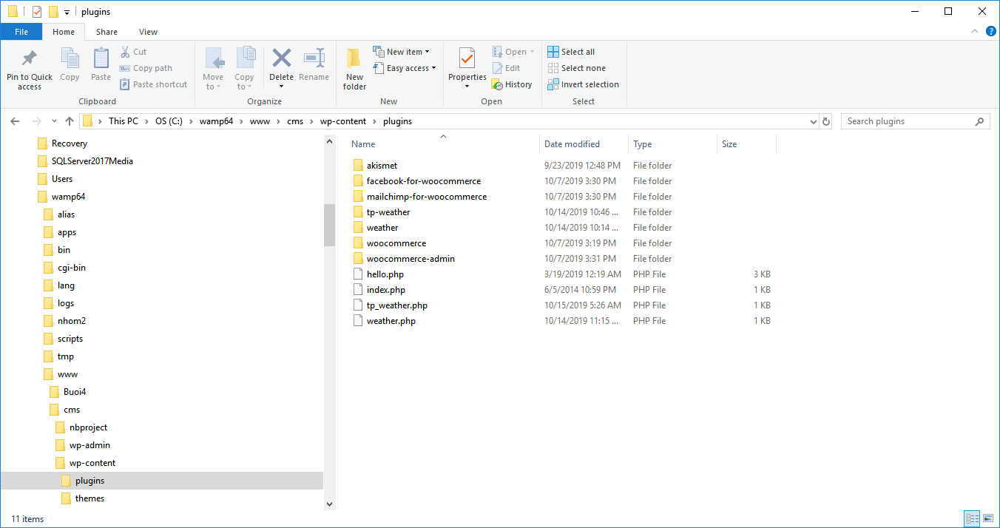 plugins
File Home Share View
Pin to Quick access
Copy
Paste
Cut
Copy path
Paste shortcut
Clipboard
Move to
Copy to
Delete
Rename
Organize
New folder
New item
Easy access
New
Properties
Open
Edit
History
Open
Select all
Select none
Invert selection
Select
This PC > OS (C:) > wamp64 > www > cms > wp-content > plugins
Search plugins
Recovery
SQLServer2017Media
Users
wamp64
alias
apps
bin
cgi-bin
lang
logs
nhom2
scripts
tmp
www
Buoi4
cms
nbproject
wp-admin
wp-content
plugins
themes
Name Date modified Type Size
akismet 9/23/2019 12:48 PM File folder
facebook-for-woocommerce 10/7/2019 3:30 PM File folder
mailchimp-for-woocommerce 10/7/2019 3:30 PM File folder
tp-weather 10/14/2019 10:46 ... File folder
weather 10/14/2019 10:14 ... File folder
woocommerce 10/7/2019 3:19 PM File folder
woocommerce-admin 10/7/2019 3:31 PM File folder
hello.php 3/19/2019 12:19 AM PHP File 3 KB
index.php 6/5/2014 10:59 PM PHP File 1 KB
tp_weather.php 10/15/2019 5:26 AM PHP File 1 KB
weather.php 10/14/2019 11:15 ... PHP File 1 KB
11 items